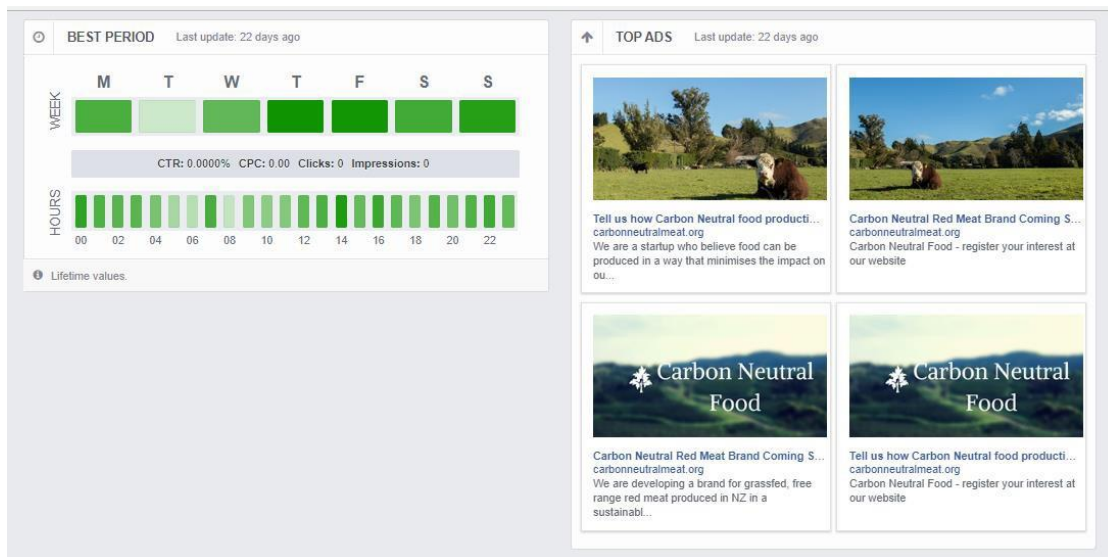 BEST PERIOD Last update: 22 days ago
M T W T F S S
WEEK
CTR: 0.0000% CPC: 0.00 Clicks: 0 Impressions: 0
HOURS
00 02 04 06 08 10 12 14 16 18 20 22
Lifetime values.
TOP ADS Last update: 22 days ago
Tell us how Carbon Neutral food producti...
carbonneutralmeat.org
We are a startup who believe food can be
produced in a way that minimises the impact on
ou...
Carbon Neutral Red Meat Brand Coming S...
carbonneutralmeat.org
Carbon Neutral Food - register your interest at
our website
Carbon Neutral
Food
Carbon Neutral Red Meat Brand Coming S...
carbonneutralmeat.org
We are developing a brand for grassfed, free
range red meat produced in NZ in a
sustainabl...
Carbon Neutral
Food
Tell us how Carbon Neutral food producti...
carbonneutralmeat.org
Carbon Neutral Food - register your interest at
our website